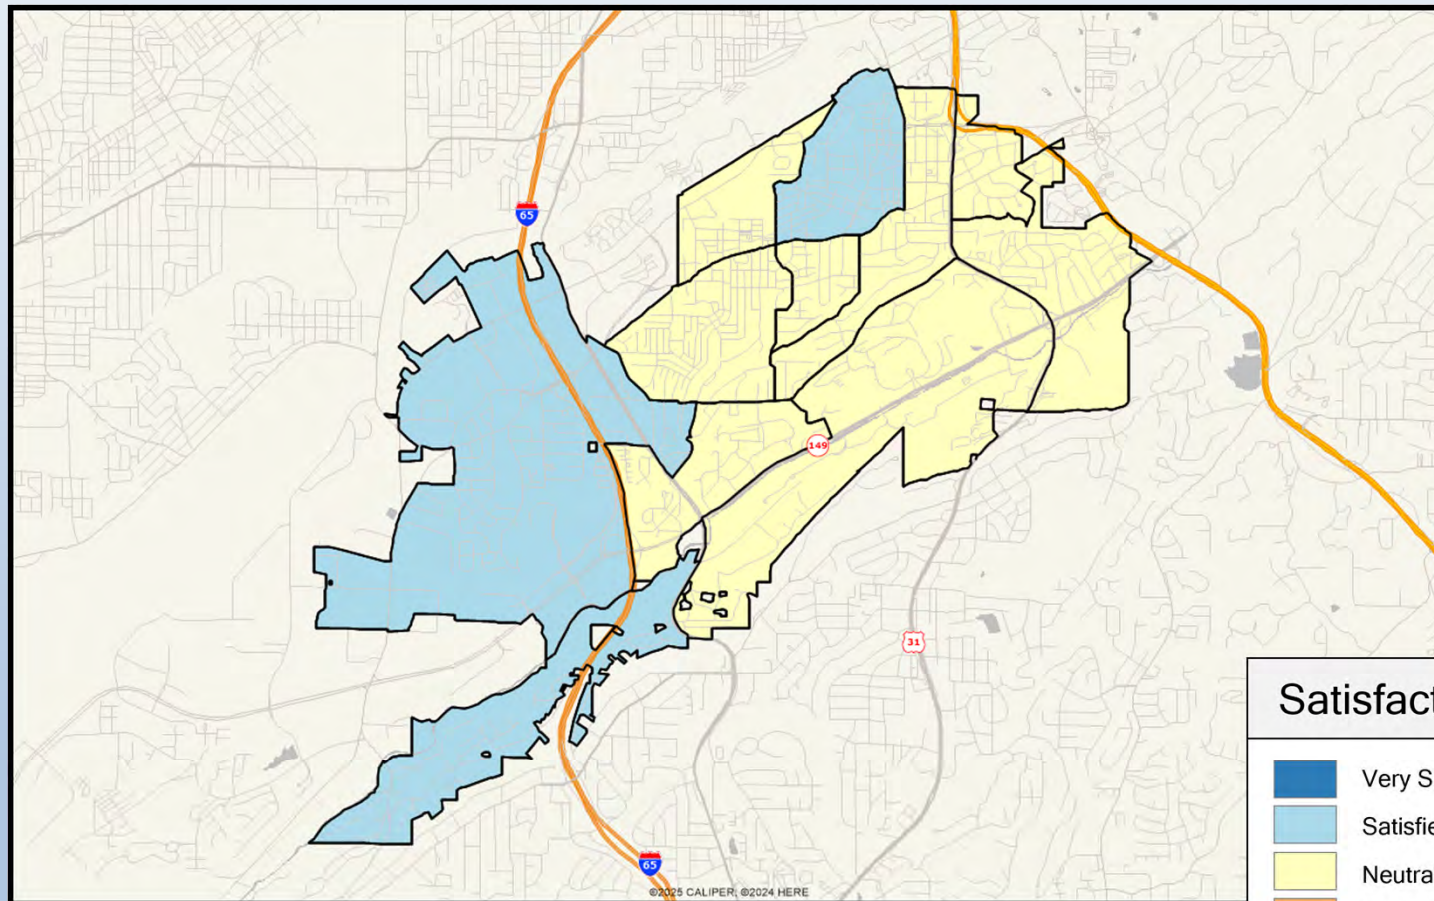 65
149
31
65
©2025 CALIPER; ©2024 HERE
Satisfact
Very S
Satisfie
Neutra